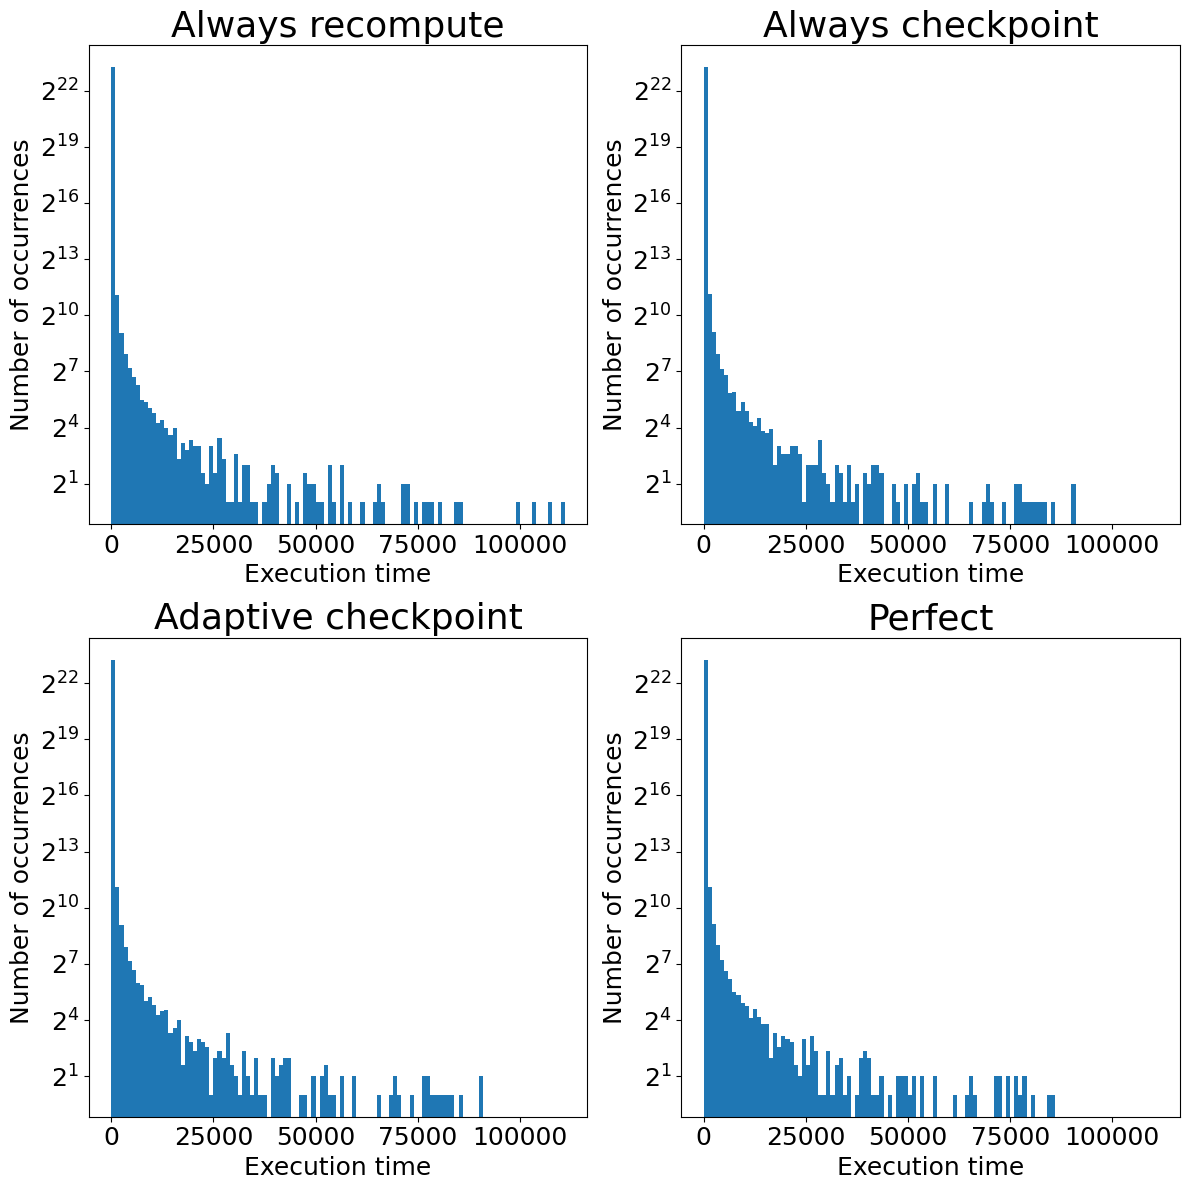 Always recompute
Number of occurrences
2^22
2^19
2^16
2^13
2^10
2^7
2^4
2^1
0 25000 50000 75000 100000
Execution time
Always checkpoint
Number of occurrences
2^22
2^19
2^16
2^13
2^10
2^7
2^4
2^1
0 25000 50000 75000 100000
Execution time
Adaptive checkpoint
Number of occurrences
2^22
2^19
2^16
2^13
2^10
2^7
2^4
2^1
0 25000 50000 75000 100000
Execution time
Perfect
Number of occurrences
2^22
2^19
2^16
2^13
2^10
2^7
2^4
2^1
0 25000 50000 75000 100000
Execution time